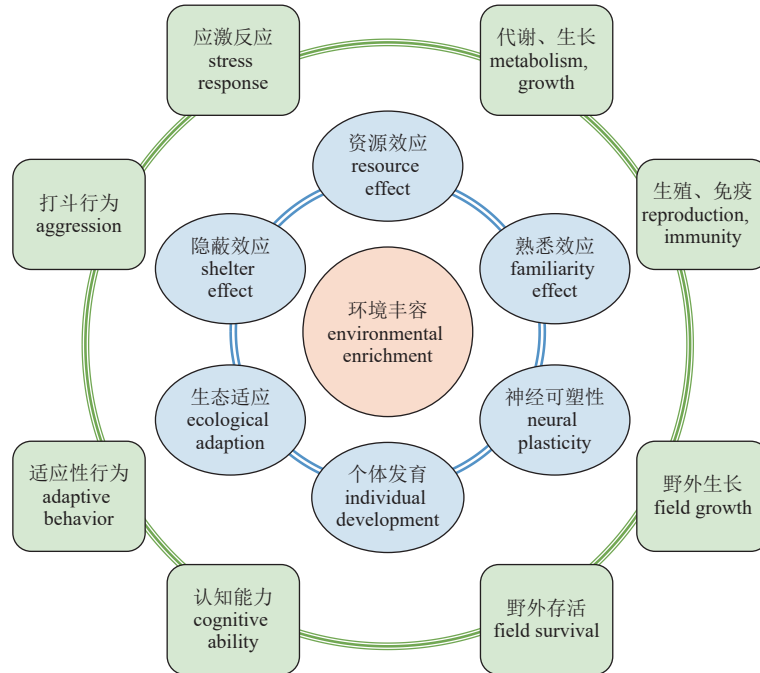 应激反应
stress
response
代谢、生长
metabolism,
growth
资源效应
resource
effect
打斗行为
aggression
生殖、免疫
reproduction,
immunity
隐蔽效应
shelter
effect
熟悉效应
familiarity
effect
环境丰容
environmental
enrichment
生态适应
ecological
adaption
神经可塑性
neural
plasticity
适应性行为
adaptive
behavior
个体发育
individual
development
野外生长
field growth
认知能力
cognitive
ability
野外存活
field survival